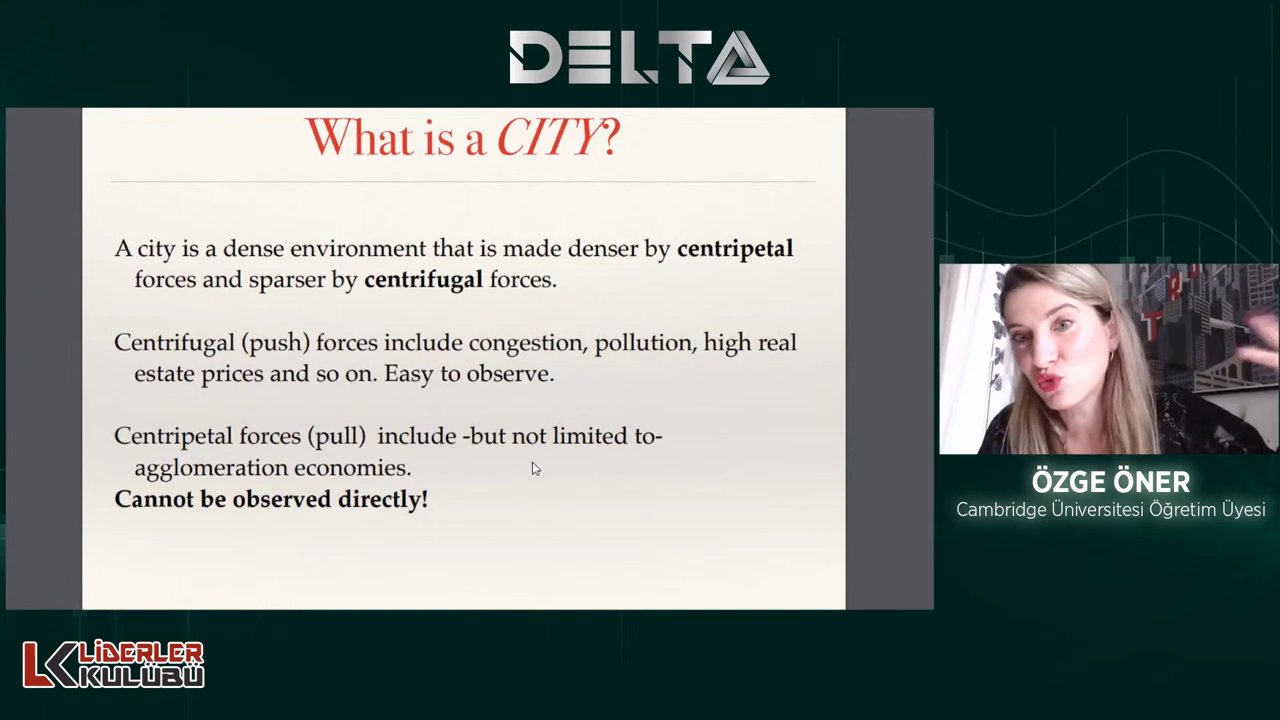 DELTA
What is a CITY?
A city is a dense environment that is made denser by centripetal
forces and sparser by centrifugal forces.
Centrifugal (push) forces include congestion, pollution, high real
estate prices and so on. Easy to observe.
Centripetal forces (pull)  include -but not limited to-
agglomeration economies.
Cannot be observed directly!
ÖZGE ÖNER
Cambridge Üniversitesi Öğretim Üyesi
LK LİDERLER
KULÜBÜ